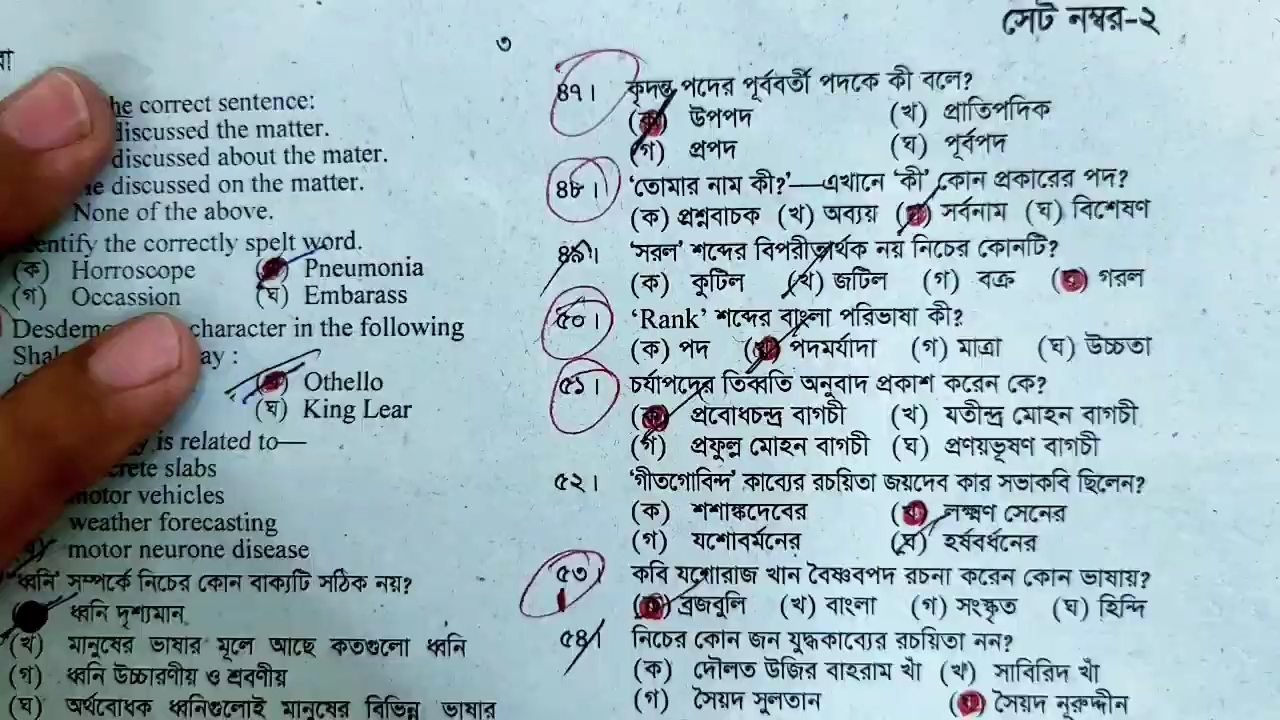 সেট নম্বর-২
৩
he correct sentence:
discussed the matter.
discussed about the mater.
discussed on the matter.
None of the above.
entify the correctly spelt word.
(ক) Horroscope Pneumonia
(গ) Occassion (ঘ) Embarass
character in the following
ay :
Othello
(ঘ) King Lear
is related to—
crete slabs
motor vehicles
weather forecasting
motor neurone disease
'ধ্বনি' সম্পর্কে নিচের কোন বাক্যটি সঠিক নয়?
ধ্বনি দৃশ্যমান
(খ) মানুষের ভাষার মূলে আছে কতগুলো ধ্বনি
(গ) ধ্বনি উচ্চারণীয় ও শ্রবণীয়
(ঘ) অর্থবোধক ধ্বনিগুলোই মানুষের বিভিন্ন ভাষার
৪৭। কৃদন্ত পদের পূর্ববর্তী পদকে কী বলে?
(ক) উপপদ (খ) প্রাতিপদিক
(গ) প্রপদ (ঘ) পূর্বপদ
৪৮। 'তোমার নাম কী?'—এখানে 'কী' কোন প্রকারের পদ?
(ক) প্রশ্নবাচক (খ) অব্যয় (গ) সর্বনাম (ঘ) বিশেষণ
৪৯। 'সরল' শব্দের বিপরীতার্থক নয় নিচের কোনটি?
(ক) কুটিল (খ) জটিল (গ) বক্র (ঘ) গরল
৫০। 'Rank' শব্দের বাংলা পরিভাষা কী?
(ক) পদ (খ) পদমর্যাদা (গ) মাত্রা (ঘ) উচ্চতা
৫১। চর্যাপদের তিব্বতি অনুবাদ প্রকাশ করেন কে?
(ক) প্রবোধচন্দ্র বাগচী (খ) যতীন্দ্র মোহন বাগচী
(গ) প্রফুল্ল মোহন বাগচী (ঘ) প্রণয়ভূষণ বাগচী
৫২। 'গীতগোবিন্দ' কাব্যের রচয়িতা জয়দেব কার সভাকবি ছিলেন?
(ক) শশাঙ্কদেবের (খ) লক্ষ্মণ সেনের
(গ) যশোবর্মনের (ঘ) হর্ষবর্ধনের
৫৩। কবি যশোরাজ খান বৈষ্ণবপদ রচনা করেন কোন ভাষায়?
(ক) ব্রজবুলি (খ) বাংলা (গ) সংস্কৃত (ঘ) হিন্দি
৫৪। নিচের কোন জন যুদ্ধকাব্যের রচয়িতা নন?
(ক) দৌলত উজির বাহরাম খাঁ (খ) সাবিরিদ খাঁ
(গ) সৈয়দ সুলতান (ঘ) সৈয়দ নূরুদ্দীন